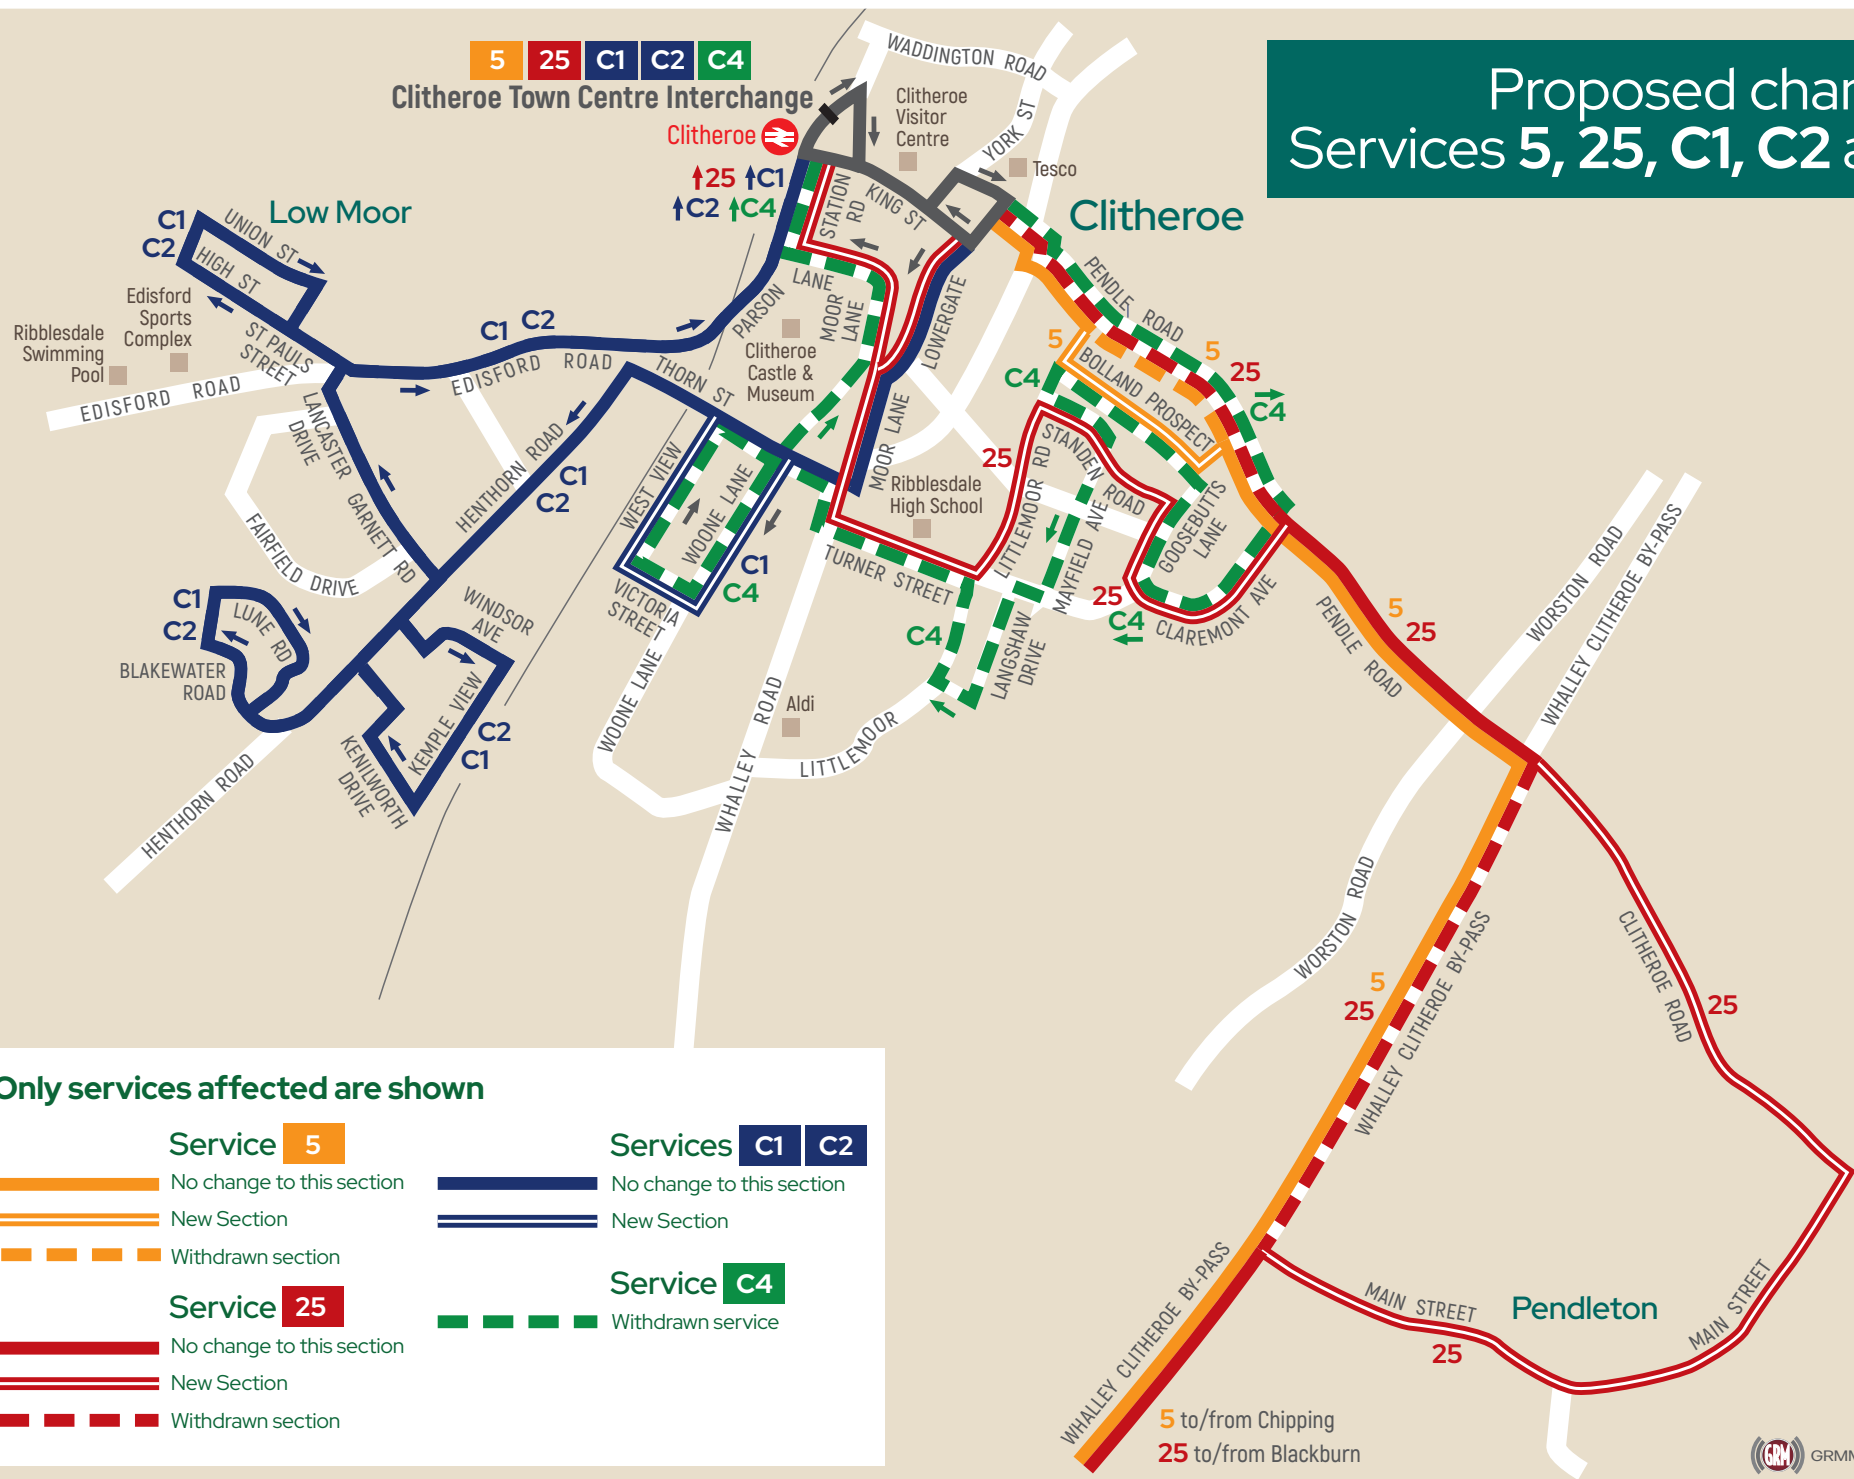 5 25 C1 C2 C4
Clitheroe Town Centre Interchange
Clitheroe
25 C1
C2 C4
Proposed
Services 5, 25, C1, C2
WADDINGTON ROAD
Clitheroe
Visitor
Centre
YORK ST
Tesco
Clitheroe
STATION
RD
KING ST
Low Moor
C1
C2
UNION ST
HIGH ST
Edisford
Sports
Complex
Ribblesdale
Swimming
Pool
ST PAULS
STREET
EDISFORD ROAD
C1 C2
EDISFORD ROAD
PARSON
LANE
MOOR
LANE
LOWERGATE
Clitheroe
Castle &
Museum
THORN ST
MOOR LANE
PENDLE ROAD
5
BOLLAND PROSPECT
5
25
C4
C4
25
STANDEN ROAD
LITTLEMOOR RD
MAYFIELD AVE
GOOSEBUTTS
LANE
25
C4
CLAREMONT AVE
Ribblesdale
High School
TURNER STREET
C4
LANGSHAW
DRIVE
LANCASTER
DRIVE
GARNETT RD
FAIRFIELD DRIVE
HENTHORN ROAD
C1
C2
WEST VIEW
WOONE LANE
C1
C4
VICTORIA
STREET
WOONE LANE
WINDSOR
AVE
C1
C2
LUNE RD
BLAKEWATER
ROAD
KEMPLE VIEW
C2
C1
KENILWORTH
DRIVE
HENTHORN ROAD
WHALLEY ROAD
Aldi
LITTLEMOOR
PENDLE ROAD
5
25
WORSTON ROAD
WHALLEY CLITHEROE BY-PASS
WORSTON ROAD
5
25
WHALLEY CLITHEROE BY-PASS
CLITHEROE ROAD
25
WHALLEY CLITHEROE BY-PASS
MAIN STREET
25
Pendleton
MAIN STREET
5 to/from Chipping
25 to/from Blackburn
Only services affected are shown
Service 5
No change to this section
New Section
Withdrawn section
Service 25
No change to this section
New Section
Withdrawn section
Services C1 C2
No change to this section
New Section
Service C4
Withdrawn service
GRM